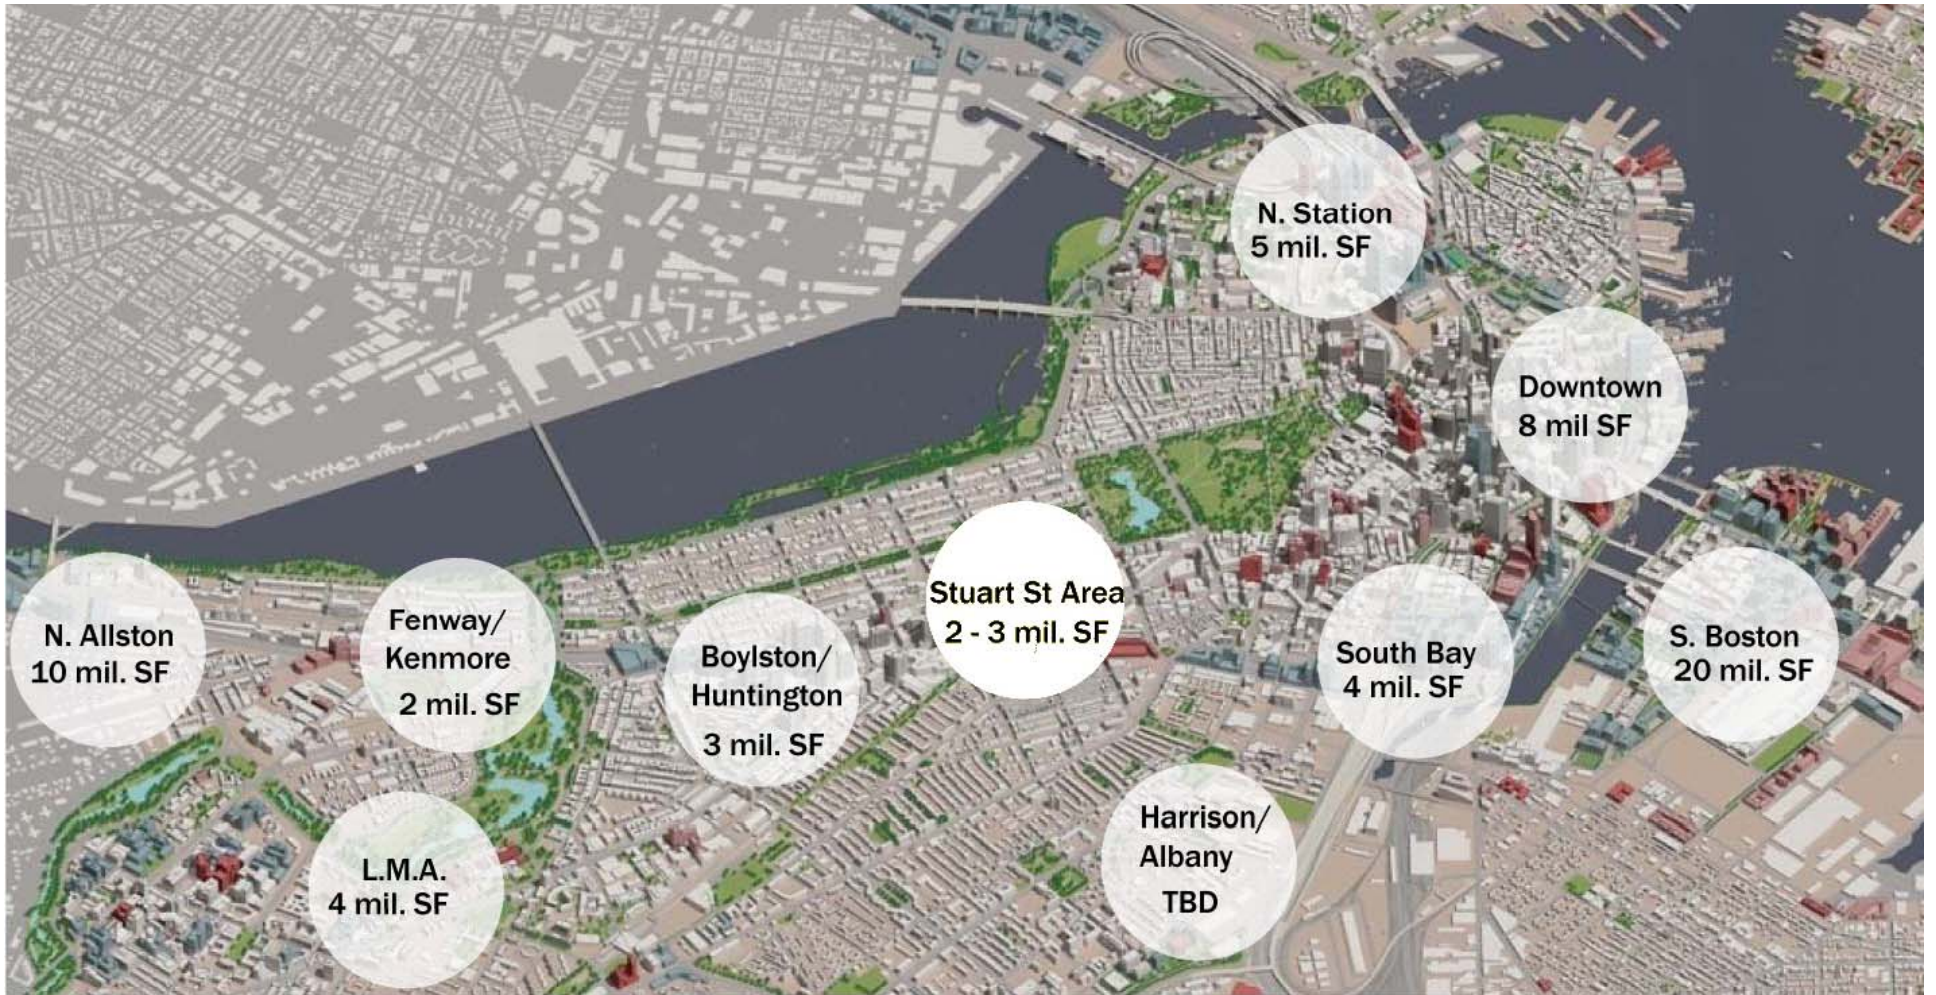 N. Station
5 mil. SF
Downtown
8 mil SF
Stuart St Area
2 - 3 mil. SF
N. Allston
10 mil. SF
Fenway/
Kenmore
2 mil. SF
Boylston/
Huntington
3 mil. SF
South Bay
4 mil. SF
S. Boston
20 mil. SF
L.M.A.
4 mil. SF
Harrison/
Albany
TBD